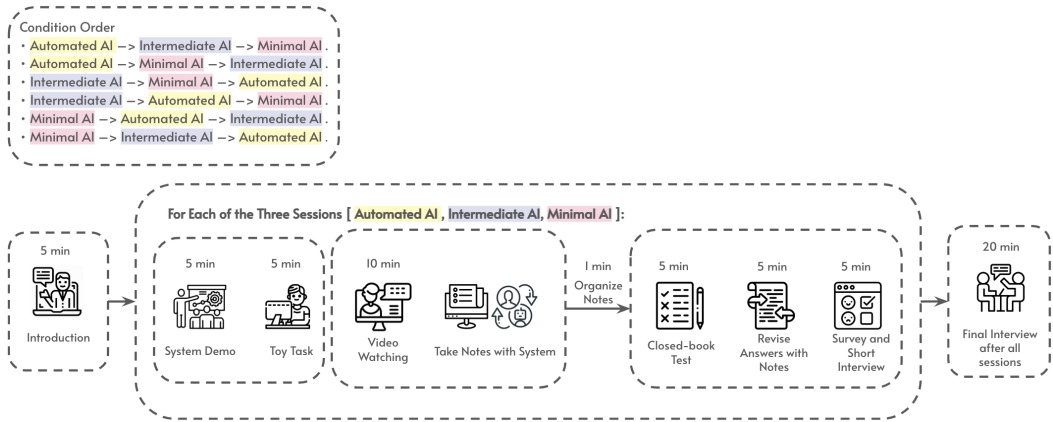 Condition Order
• Automated AI –> Intermediate AI –> Minimal AI .
• Automated AI –> Minimal AI –> Intermediate AI .
• Intermediate AI –> Minimal AI –> Automated AI .
• Intermediate AI –> Automated AI –> Minimal AI .
• Minimal AI –> Automated AI –> Intermediate AI .
• Minimal AI –> Intermediate AI –> Automated AI .
For Each of the Three Sessions [ Automated AI , Intermediate AI, Minimal AI ]:
5 min
Introduction
5 min
System Demo
5 min
Toy Task
10 min
Video
Watching
Take Notes with System
1 min
Organize
Notes
5 min
Closed-book
Test
5 min
Revise
Answers with
Notes
5 min
Survey and
Short
Interview
20 min
Final Interview
after all
sessions